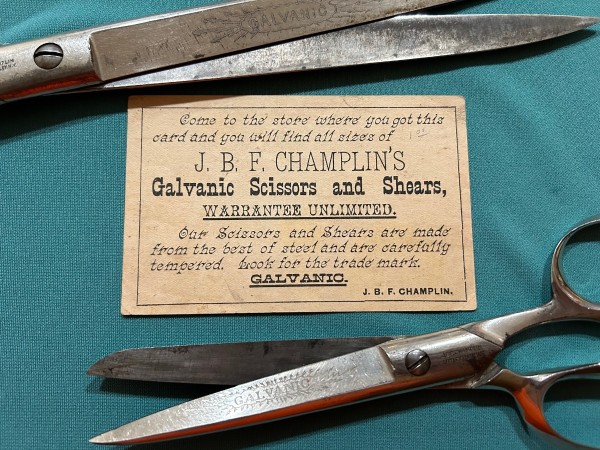 GALVANIC
Come to the store where you got this
card and you will find all sizes of
J. B. F. CHAMPLIN'S
Galvanic Scissors and Shears,
WARRANTEE UNLIMITED.
Our Scissors and Shears are made
from the best of steel and are carefully
tempered. Look for the trade mark.
GALVANIC.
J. B. F. CHAMPLIN.
GALVANIC